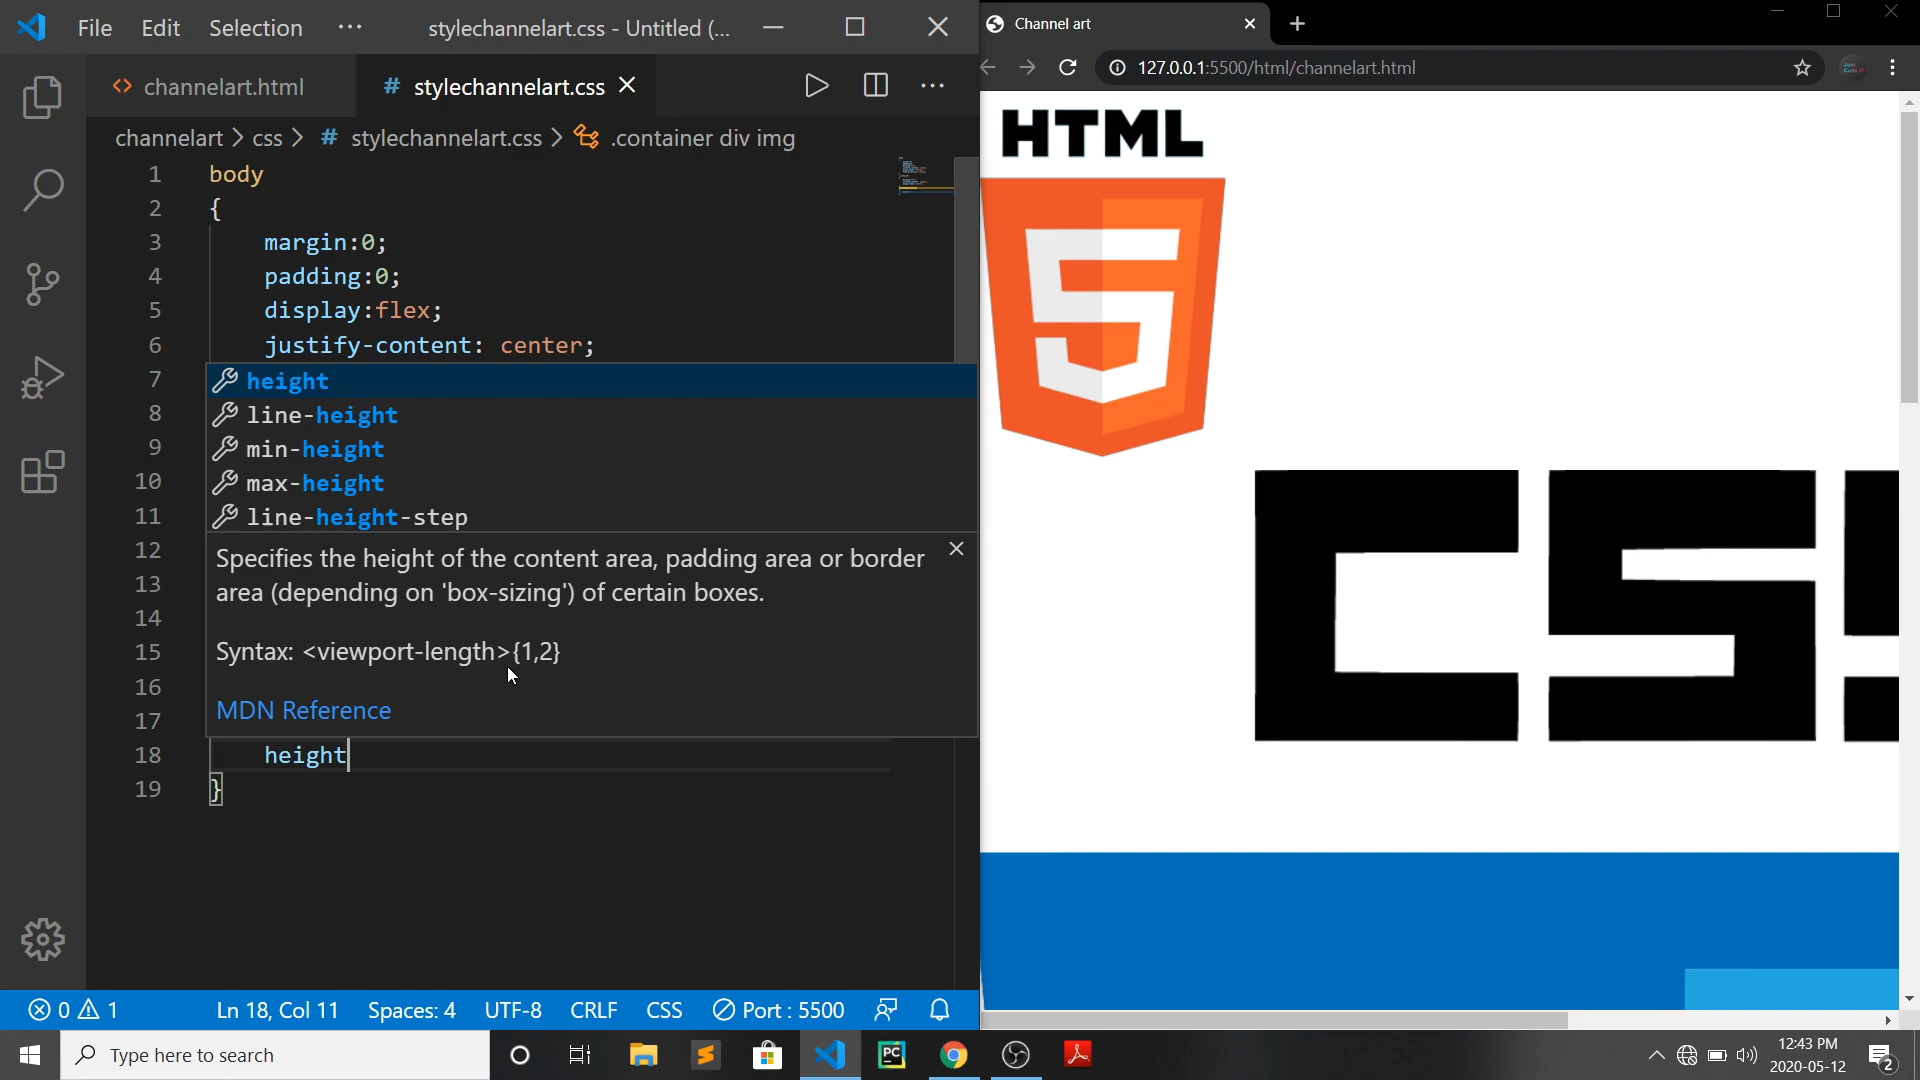 File Edit Selection ··· stylechannelart.css - Untitled (...
channelart.html # stylechannelart.css
channelart > css > # stylechannelart.css > .container div img
1 body
2 {
3 margin:0;
4 padding:0;
5 display:flex;
6 justify-content: center;
7 height
8 line-height
9 min-height
10 max-height
11 line-height-step
12 Specifies the height of the content area, padding area or border
13 area (depending on 'box-sizing') of certain boxes.
14
15 Syntax: <viewport-length>{1,2}
16
17 MDN Reference
18 height
19 }
0 1 Ln 18, Col 11 Spaces: 4 UTF-8 CRLF CSS Port : 5500
Channel art
127.0.0.1:5500/html/channelart.html
HTML
5
CSS
Type here to search
PC
12:43 PM
2020-05-12
2